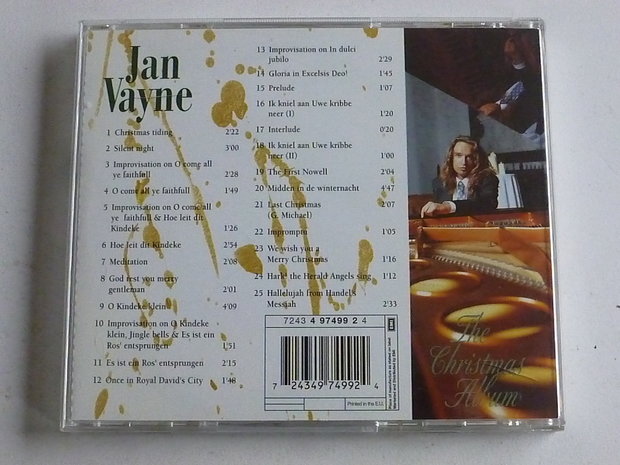 Jan
Vayne
1 Christmas tiding 2'22
2 Silent night 3'00
3 Improvisation on O come all
ye faithfull 2'28
4 O come all ye faithfull 1'49
5 Improvisation on O come all
ye faithfull & Hoe leit dit
Kindeke 1'26
6 Hoe leit dit Kindeke 2'54
7 Meditation 2'08
8 God rest you merry
gentleman 2'01
9 O Kindeke klein 4'09
10 Improvisation on O Kindeke
klein, Jingle bells & Es ist ein
Ros' entsprungen 1'51
11 Es ist ein Ros' entsprungen 2'15
12 Once in Royal David's City 1'48
13 Improvisation on In dulci
jubilo 2'29
14 Gloria in Excelsis Deo! 1'45
15 Prelude 1'07
16 Ik kniel aan Uwe kribbe
neer (I) 1'20
17 Interlude 0'20
18 Ik kniel aan Uwe kribbe
neer (II) 1'00
19 The First Nowell 2'04
20 Midden in de winternacht 4'47
21 Last Christmas 2'07
(G. Michael)
22 Impromptu 1'05
23 We wish you a
Merry Christmas 1'16
24 Hark! the Herald Angels sing 1'12
25 Hallelujah from Handel's
Messiah 2'33
7243 4 97499 2 4
7 24349 74992 4
EMI
Printed in the E.U.
The
Christmas
Album